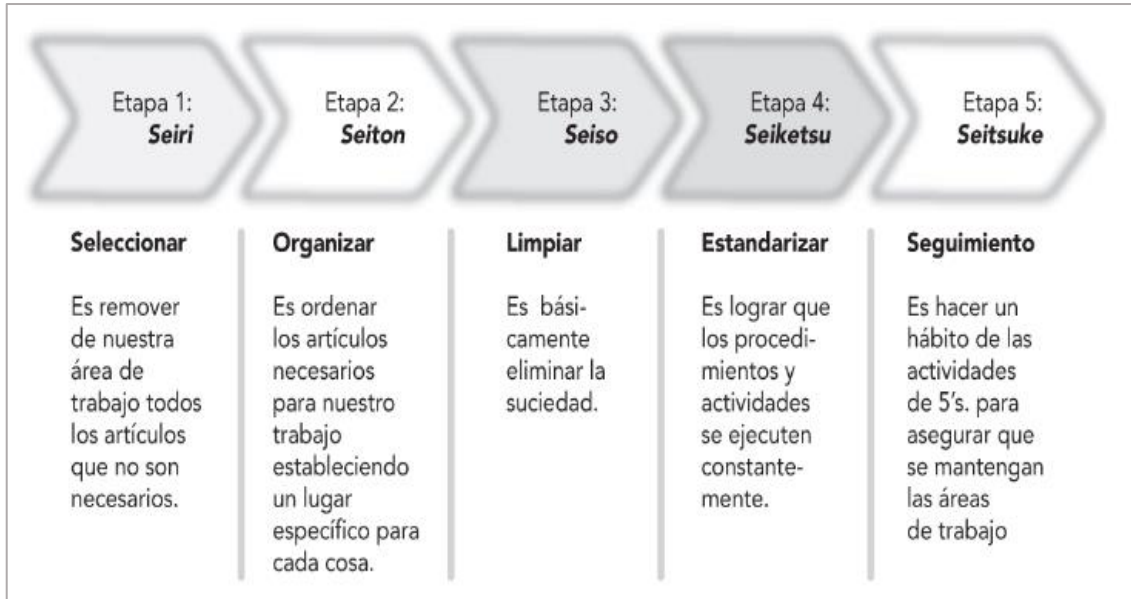 Etapa 1:
Seiri
Etapa 2:
Seiton
Etapa 3:
Seiso
Etapa 4:
Seiketsu
Etapa 5:
Seitsuke
Seleccionar
Es remover
de nuestra
área de
trabajo todos
los artículos
que no son
necesarios.
Organizar
Es ordenar
los artículos
necesarios
para nuestro
trabajo
estableciendo
un lugar
específico para
cada cosa.
Limpiar
Es bási-
camente
eliminar la
suciedad.
Estandarizar
Es lograr que
los procedi-
mientos y
actividades
se ejecuten
constante-
mente.
Seguimiento
Es hacer un
hábito de las
actividades
de 5's. para
asegurar que
se mantengan
las áreas
de trabajo